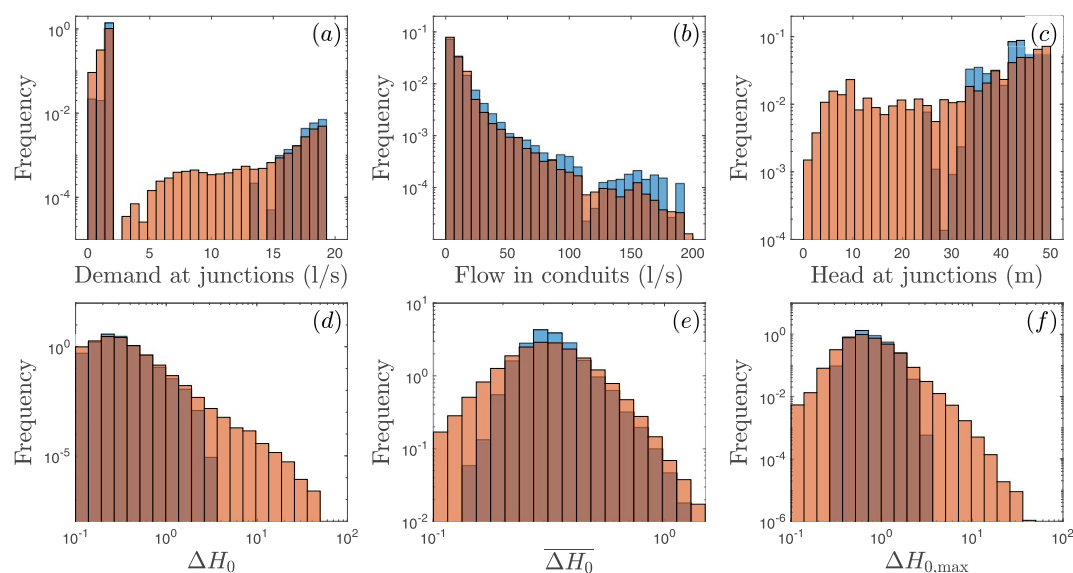 (a)
Frequency
10^0
10^-2
10^-4
0 5 10 15 20
Demand at junctions (l/s)
(b)
Frequency
10^-1
10^-2
10^-3
10^-4
0 50 100 150 200
Flow in conduits (l/s)
(c)
Frequency
10^-1
10^-2
10^-3
10^-4
0 10 20 30 40 50
Head at junctions (m)
(d)
Frequency
10^0
10^-5
10^-1 10^0 10^1 10^2
ΔH_0
(e)
Frequency
10^1
10^0
10^-1
10^-2
10^-1 10^0
\overline{ΔH_0}
(f)
Frequency
10^0
10^-2
10^-4
10^-6
10^-1 10^0 10^1 10^2
ΔH_{0,max}